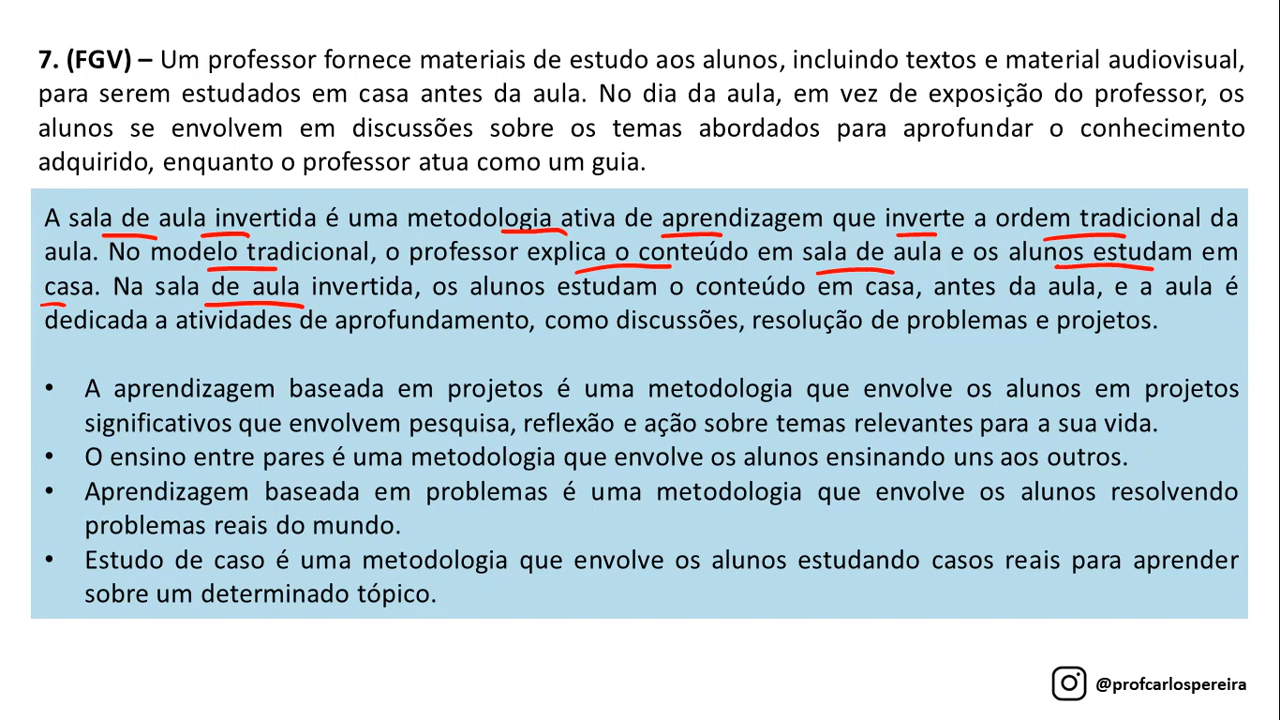 7. (FGV) – Um professor fornece materiais de estudo aos alunos, incluindo textos e material audiovisual,
para serem estudados em casa antes da aula. No dia da aula, em vez de exposição do professor, os
alunos se envolvem em discussões sobre os temas abordados para aprofundar o conhecimento
adquirido, enquanto o professor atua como um guia.
A sala de aula invertida é uma metodologia ativa de aprendizagem que inverte a ordem tradicional da
aula. No modelo tradicional, o professor explica o conteúdo em sala de aula e os alunos estudam em
casa. Na sala de aula invertida, os alunos estudam o conteúdo em casa, antes da aula, e a aula é
dedicada a atividades de aprofundamento, como discussões, resolução de problemas e projetos.
• A aprendizagem baseada em projetos é uma metodologia que envolve os alunos em projetos
significativos que envolvem pesquisa, reflexão e ação sobre temas relevantes para a sua vida.
• O ensino entre pares é uma metodologia que envolve os alunos ensinando uns aos outros.
• Aprendizagem baseada em problemas é uma metodologia que envolve os alunos resolvendo
problemas reais do mundo.
• Estudo de caso é uma metodologia que envolve os alunos estudando casos reais para aprender
sobre um determinado tópico.
@profcarlospereira